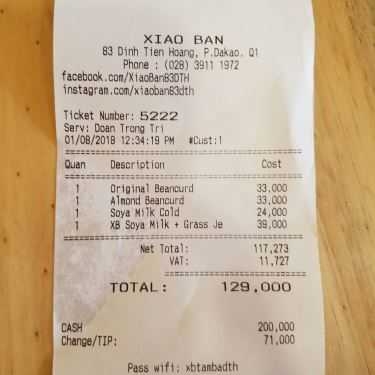 XIAO BAN
83 Dinh Tien Hoang, P.Dakao. Q1
Phone : (028) 3911 1972
facebook.com/XiaoBan83DTH
instagram.com/xiaoban83dth
Ticket Number: 5222
Serv: Doan Trong Tri
01/08/2018 12:34:19 PM #Cust:1
Quan Description Cost
1 Original Beancurd 33,000
1 Almond Beancurd 33,000
1 Soya Milk Cold 24,000
1 XB Soya Milk + Grass Je 39,000
Net Total: 117,273
VAT: 11,727
TOTAL: 129,000
CASH 200,000
Change/TIP: 71,000
Pass wifi: xbtambadth